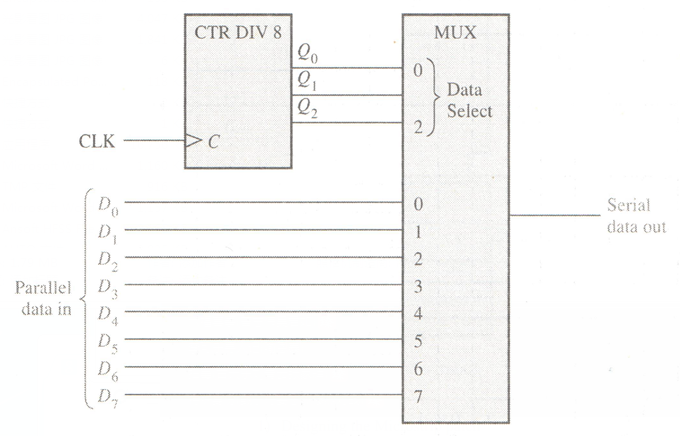 CTR DIV 8
MUX
Q0
0
Q1
Data
Q2
Select
2
CLK
C
D0
0
Serial
D1
1
data out
D2
2
Parallel
D3
3
data in
D4
4
D5
5
D6
6
D7
7